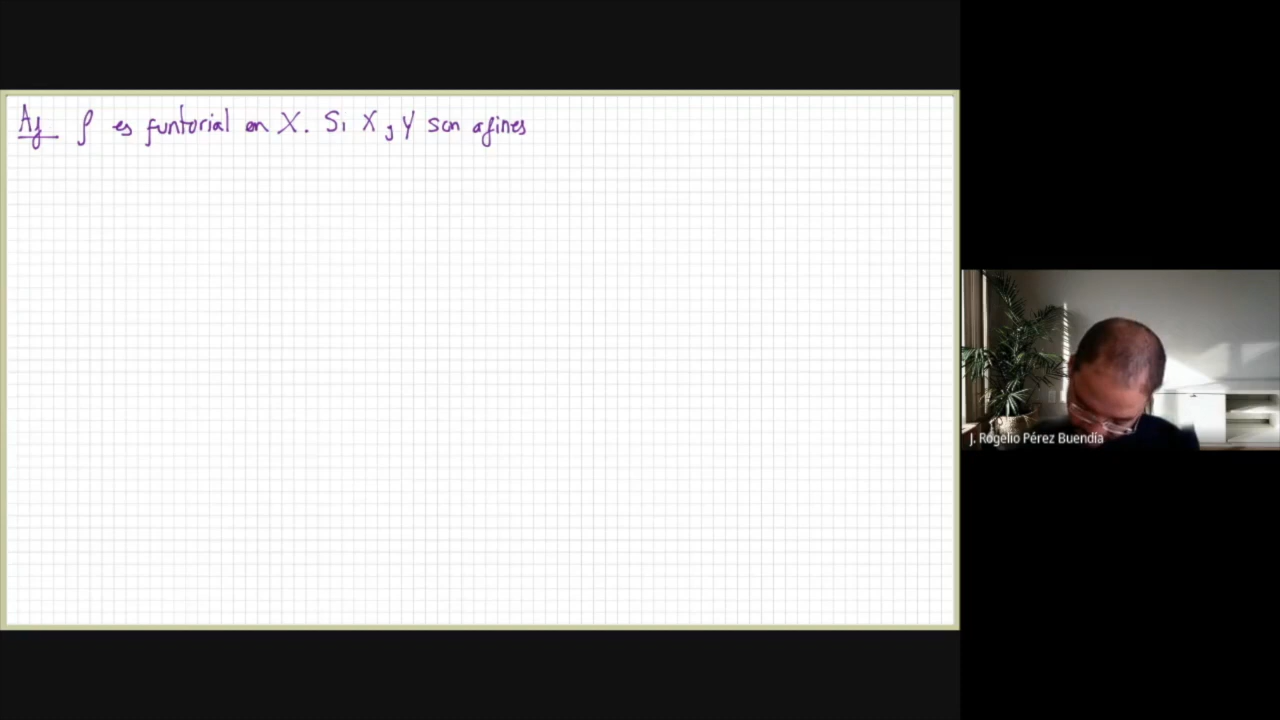 Af ρ es funtorial en X. Si X, Y son afines
J. Rogelio Pérez Buendía